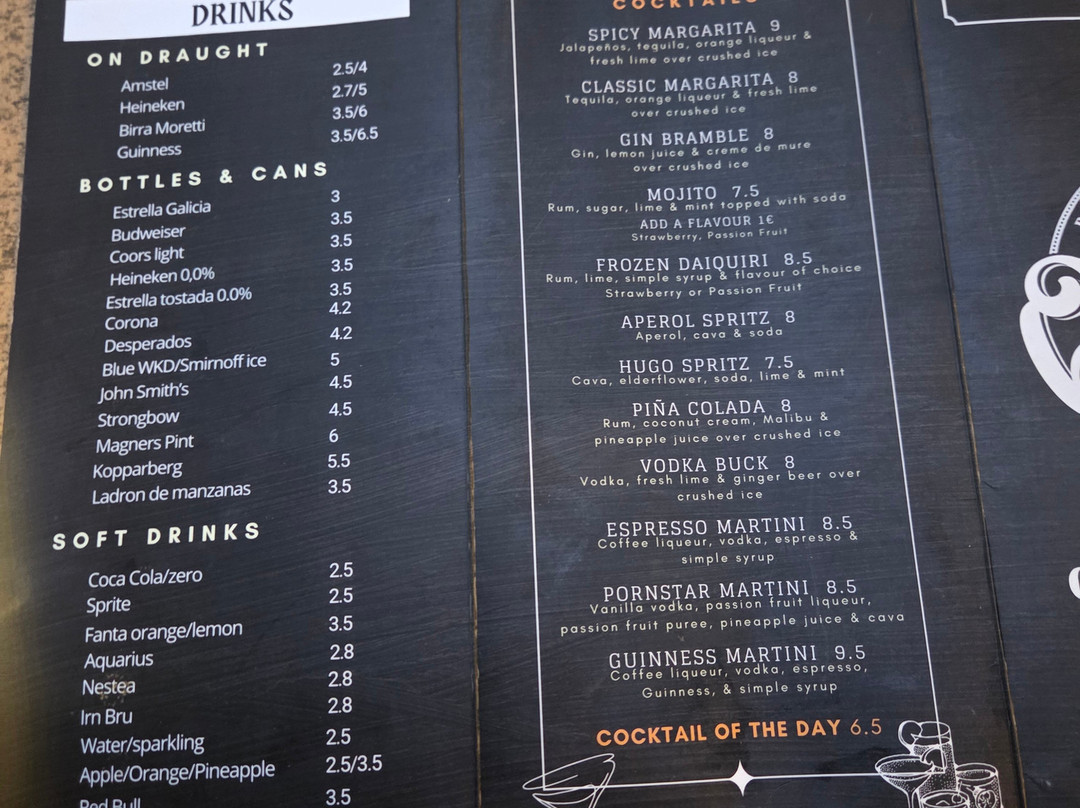 DRINKS
ON DRAUGHT
Amstel 2.5/4
Heineken 2.7/5
Birra Moretti 3.5/6
Guinness 3.5/6.5
BOTTLES & CANS
Estrella Galicia 3
Budweiser 3.5
Coors light 3.5
Heineken 0,0% 3.5
Estrella tostada 0.0% 3.5
Corona 4.2
Desperados 4.2
Blue WKD/Smirnoff ice 5
John Smith's 4.5
Strongbow 4.5
Magners Pint 6
Kopparberg 5.5
Ladron de manzanas 3.5
SOFT DRINKS
Coca Cola/zero 2.5
Sprite 2.5
Fanta orange/lemon 3.5
Aquarius 2.8
Nestea 2.8
Irn Bru 2.8
Water/sparkling 2.5
Apple/Orange/Pineapple 2.5/3.5
Red Bull 3.5
COCKTAILS
SPICY MARGARITA 9
Jalapeños, tequila, orange liqueur &
fresh lime over crushed ice
CLASSIC MARGARITA 8
Tequila, orange liqueur & fresh lime
over crushed ice
GIN BRAMBLE 8
Gin, lemon juice & creme de mure
over crushed ice
MOJITO 7.5
Rum, sugar, lime & mint topped with soda
ADD A FLAVOUR 1€
Strawberry, Passion Fruit
FROZEN DAIQUIRI 8.5
Rum, lime, simple syrup & flavour of choice
Strawberry or Passion Fruit
APEROL SPRITZ 8
Aperol, cava & soda
HUGO SPRITZ 7.5
Cava, elderflower, soda, lime & mint
PIÑA COLADA 8
Rum, coconut cream, Malibu &
pineapple juice over crushed ice
VODKA BUCK 8
Vodka, fresh lime & ginger beer over
crushed ice
ESPRESSO MARTINI 8.5
Coffee liqueur, vodka, espresso &
simple syrup
PORNSTAR MARTINI 8.5
Vanilla vodka, passion fruit liqueur,
passion fruit puree, pineapple juice & cava
GUINNESS MARTINI 9.5
Coffee liqueur, vodka, espresso,
Guinness, & simple syrup
COCKTAIL OF THE DAY 6.5